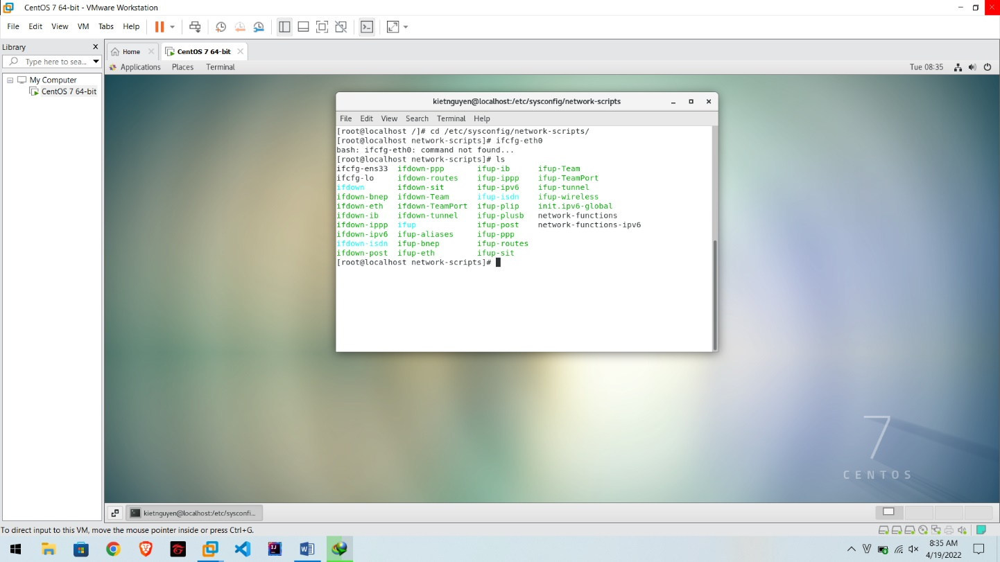 CentOS 7 64-bit - VMware Workstation
File Edit View VM Tabs Help
Library
Type here to sea...
My Computer
CentOS 7 64-bit
Home
CentOS 7 64-bit
Applications Places Terminal
Tue 08:35
kietnguyen@localhost:/etc/sysconfig/network-scripts
File Edit View Search Terminal Help
[root@localhost /]# cd /etc/sysconfig/network-scripts/
[root@localhost network-scripts]# ifcfg-eth0
bash: ifcfg-eth0: command not found...
[root@localhost network-scripts]# ls
ifcfg-ens33 ifdown-ppp ifup-ib ifup-Team
ifcfg-lo ifdown-routes ifup-ippp ifup-TeamPort
ifdown ifdown-sit ifup-ipv6 ifup-tunnel
ifdown-bnep ifdown-Team ifup-isdn ifup-wireless
ifdown-eth ifdown-TeamPort ifup-plip init.ipv6-global
ifdown-ib ifdown-tunnel ifup-plusb network-functions
ifdown-ippp ifup ifup-post network-functions-ipv6
ifdown-ipv6 ifup-aliases ifup-ppp
ifdown-isdn ifup-bnep ifup-routes
ifdown-post ifup-eth ifup-sit
[root@localhost network-scripts]#
7
CENTOS
kietnguyen@localhost:/etc/sysconfi...
To direct input to this VM, move the mouse pointer inside or press Ctrl+G.
8:35 AM
4/19/2022